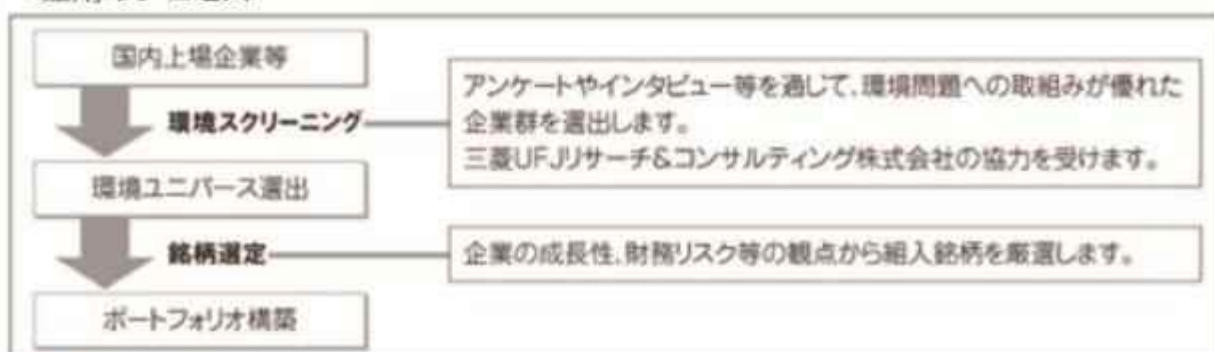 国内上場企業等
環境スクリーニング
アンケートやインタビュー等を通して、環境問題への取組みが優れた
企業群を選出します。
三菱UFJリサーチ&コンサルティング株式会社の協力を受けます。
環境ユニバース選出
銘柄選定
企業の成長性、財務リスク等の観点から組入銘柄を厳選します。
ポートフォリオ構築